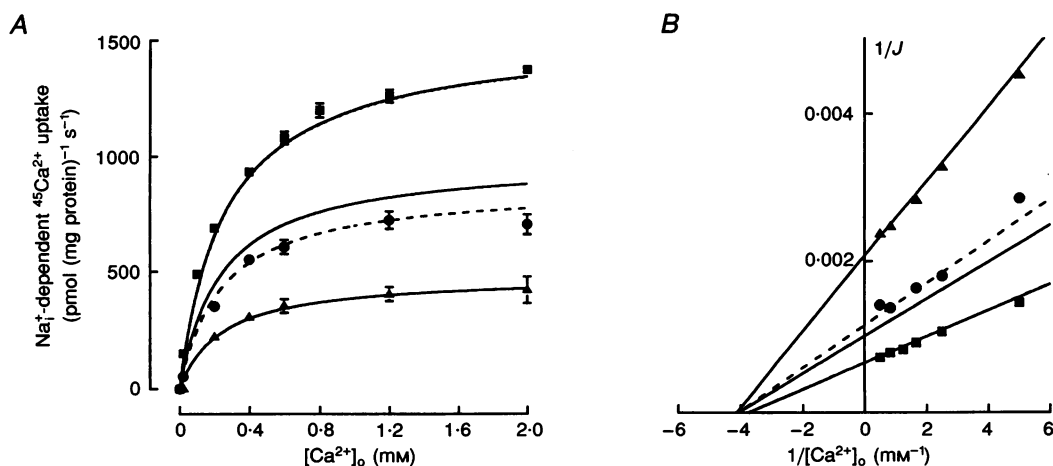 A
1500
1000
500
0
Na⁺ᵢ-dependent ⁴⁵Ca²⁺ uptake
(pmol (mg protein)⁻¹ s⁻¹)
0 0·4 0·8 1·2 1·6 2·0
[Ca²⁺]ₒ (mM)
B
1/J
0·004
0·002
−6 −4 −2 0 2 4 6
1/[Ca²⁺]ₒ (mM⁻¹)